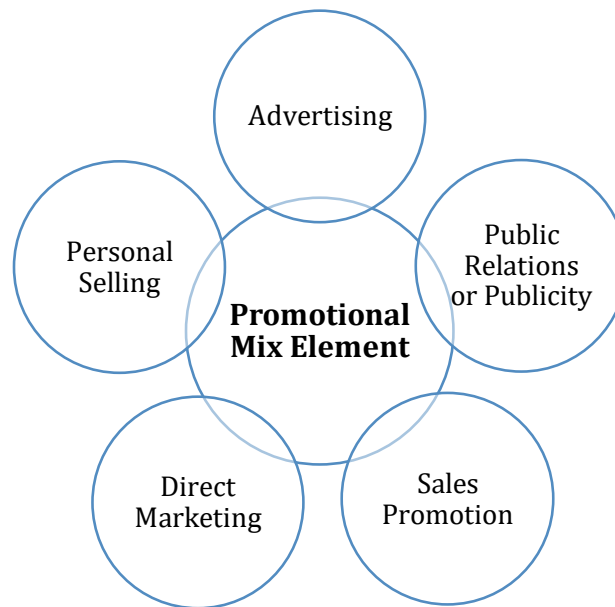 Advertising
Public
Relations
or Publicity
Personal
Selling
Promotional
Mix Element
Direct
Marketing
Sales
Promotion